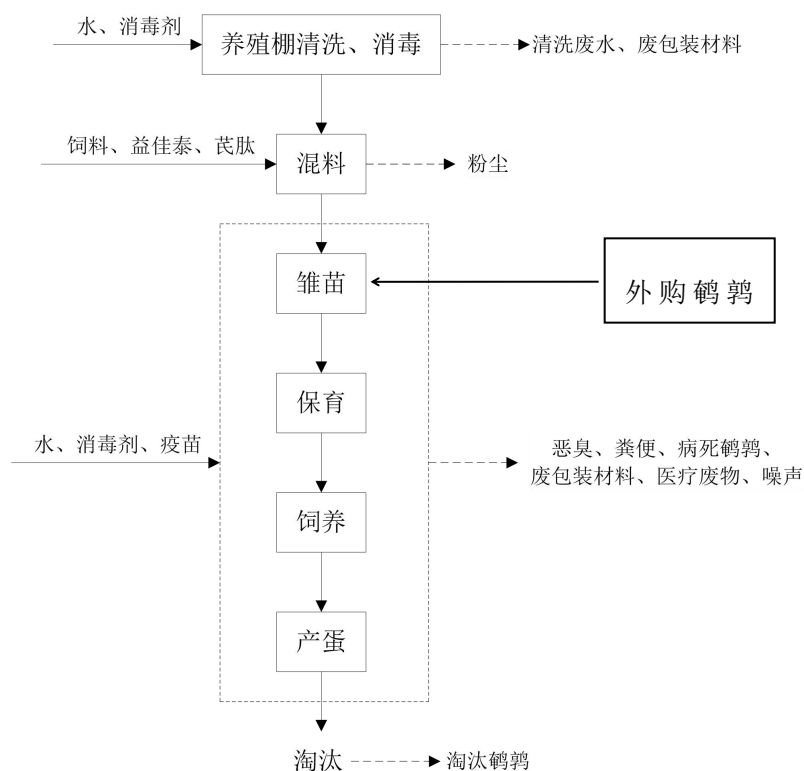 水、消毒剂
养殖棚清洗、消毒
清洗废水、废包装材料
饲料、益佳泰、芪肽
混料
粉尘
雏苗
外购鹌鹑
保育
水、消毒剂、疫苗
恶臭、粪便、病死鹌鹑、
废包装材料、医疗废物、噪声
饲养
产蛋
淘汰
淘汰鹌鹑